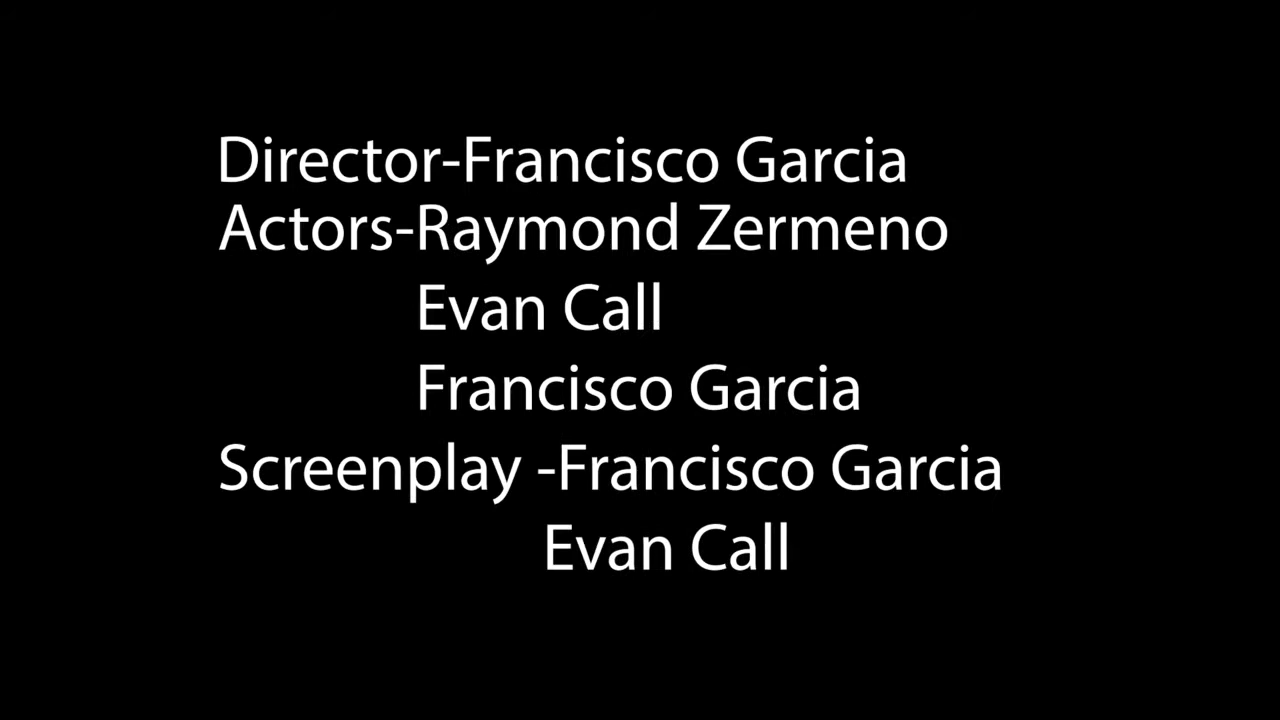 Director-Francisco Garcia
Actors-Raymond Zermeno
Evan Call
Francisco Garcia
Screenplay -Francisco Garcia
Evan Call